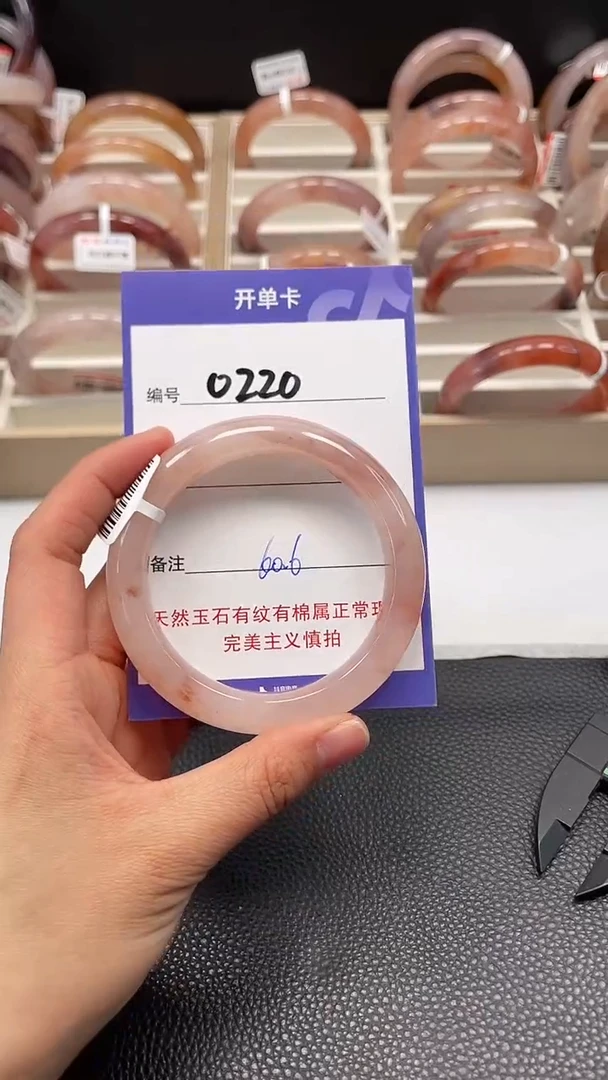 开单卡
编号 0220
备注 60.6
天然玉石有纹有棉属正常现
完美主义慎拍